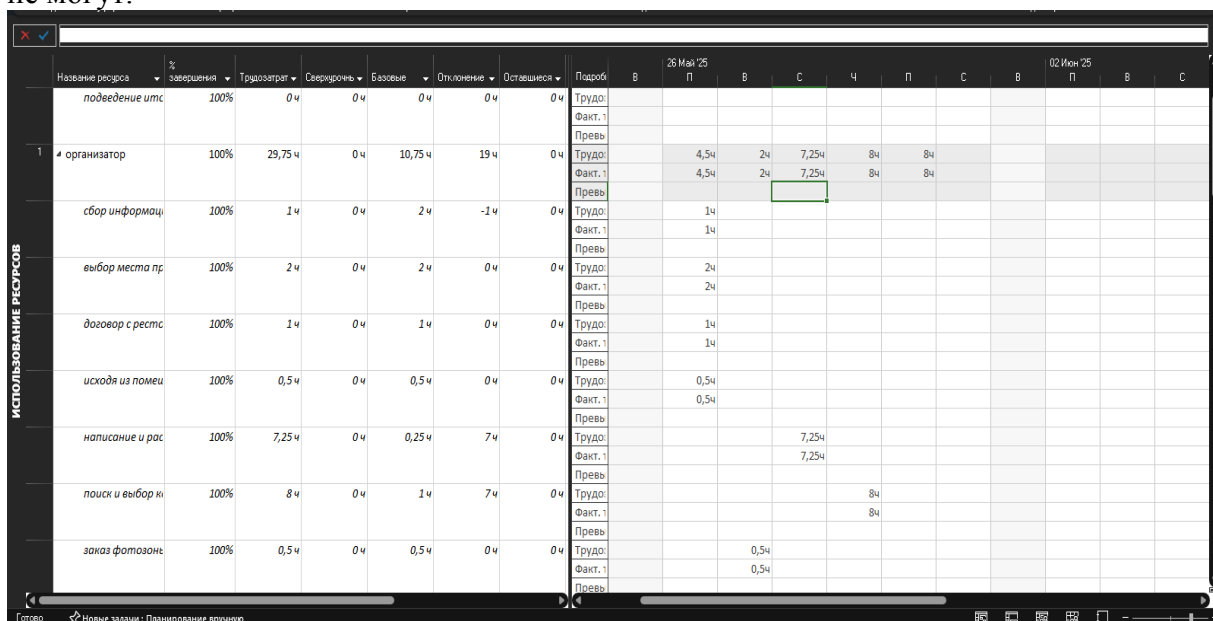 не могут.
26 Май '25 02 Июн '25
%
Название ресурса завершения Трудозатрат Сверхурочнь Базовые Отклонение Оставшиеся Подробн В П В С Ч П С В П В С
подведение ито 100% 0 ч 0 ч 0 ч 0 ч 0 ч Трудо:
Факт. т
Превы
1 организатор 100% 29,75 ч 0 ч 10,75 ч 19 ч 0 ч Трудо: 4,5ч 2ч 7,25ч 8ч 8ч
Факт. т 4,5ч 2ч 7,25ч 8ч 8ч
Превы
сбор информаци 100% 1 ч 0 ч 2 ч -1 ч 0 ч Трудо: 1ч
Факт. т 1ч
Превы
выбор места пр 100% 2 ч 0 ч 2 ч 0 ч 0 ч Трудо: 2ч
Факт. т 2ч
Превы
договор с ресто 100% 1 ч 0 ч 1 ч 0 ч 0 ч Трудо: 1ч
Факт. т 1ч
Превы
исходя из помещ 100% 0,5 ч 0 ч 0,5 ч 0 ч 0 ч Трудо: 0,5ч
Факт. т 0,5ч
Превы
написание и рас 100% 7,25 ч 0 ч 0,25 ч 7 ч 0 ч Трудо: 7,25ч
Факт. т 7,25ч
Превы
поиск и выбор к 100% 8 ч 0 ч 1 ч 7 ч 0 ч Трудо: 8ч
Факт. т 8ч
Превы
заказ фотозонь 100% 0,5 ч 0 ч 0,5 ч 0 ч 0 ч Трудо: 0,5ч
Факт. т 0,5ч
Превы
ИСПОЛЬЗОВАНИЕ РЕСУРСОВ
Готово Новые задачи : Планирование вручную